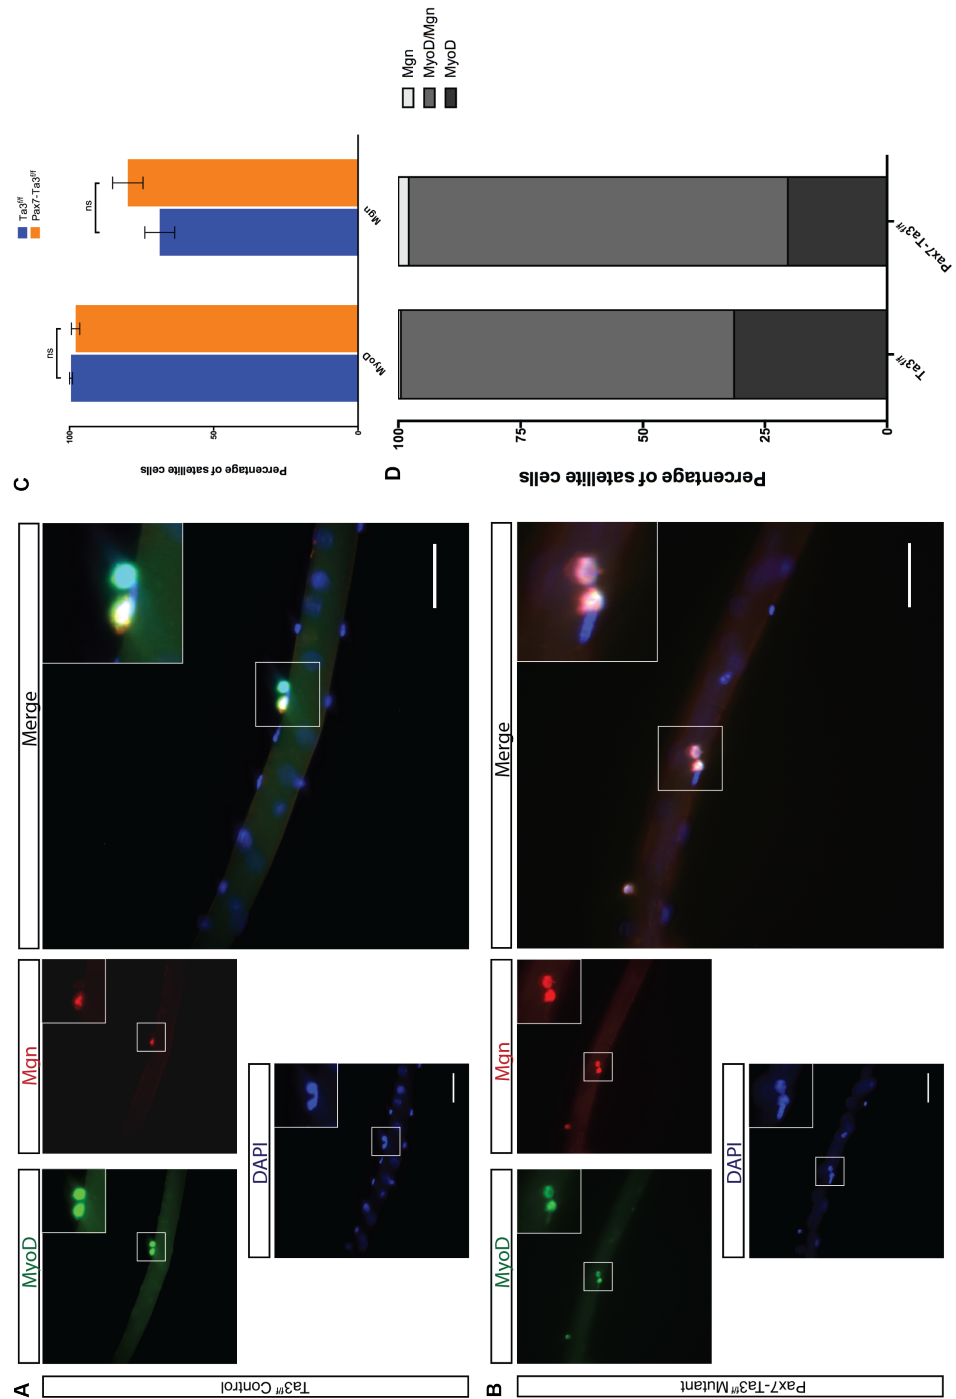 A
Ta3f/f Control
MyoD
Mgn
Merge
DAPI
B
Pax7-Ta3f/f Mutant
MyoD
Mgn
Merge
DAPI
C
Ta3f/f
Pax7-Ta3f/f
Percentage of satellite cells
100
50
0
ns
ns
MyoD
Mgn
D
Percentage of satellite cells
100
75
50
25
0
Ta3f/f
Pax7-Ta3f/f
Mgn
MyoD/Mgn
MyoD